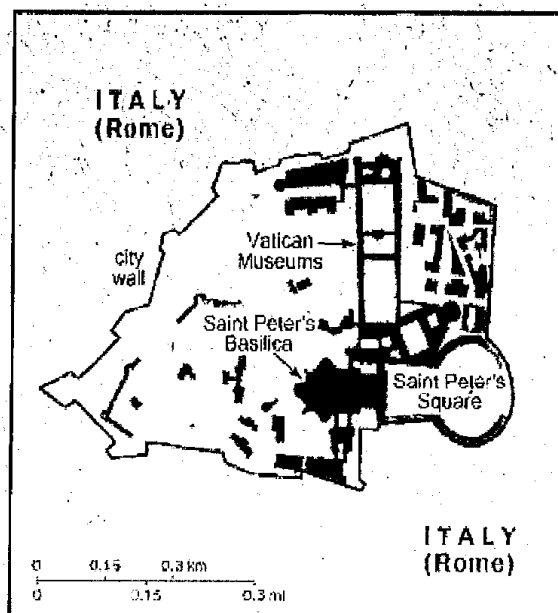 ITALY
(Rome)
city
wall
Vatican
Museums
Saint Peter's
Basilica
Saint Peter's
Square
ITALY
(Rome)
0 0.15 0.3 km
0 0.15 0.3 mi